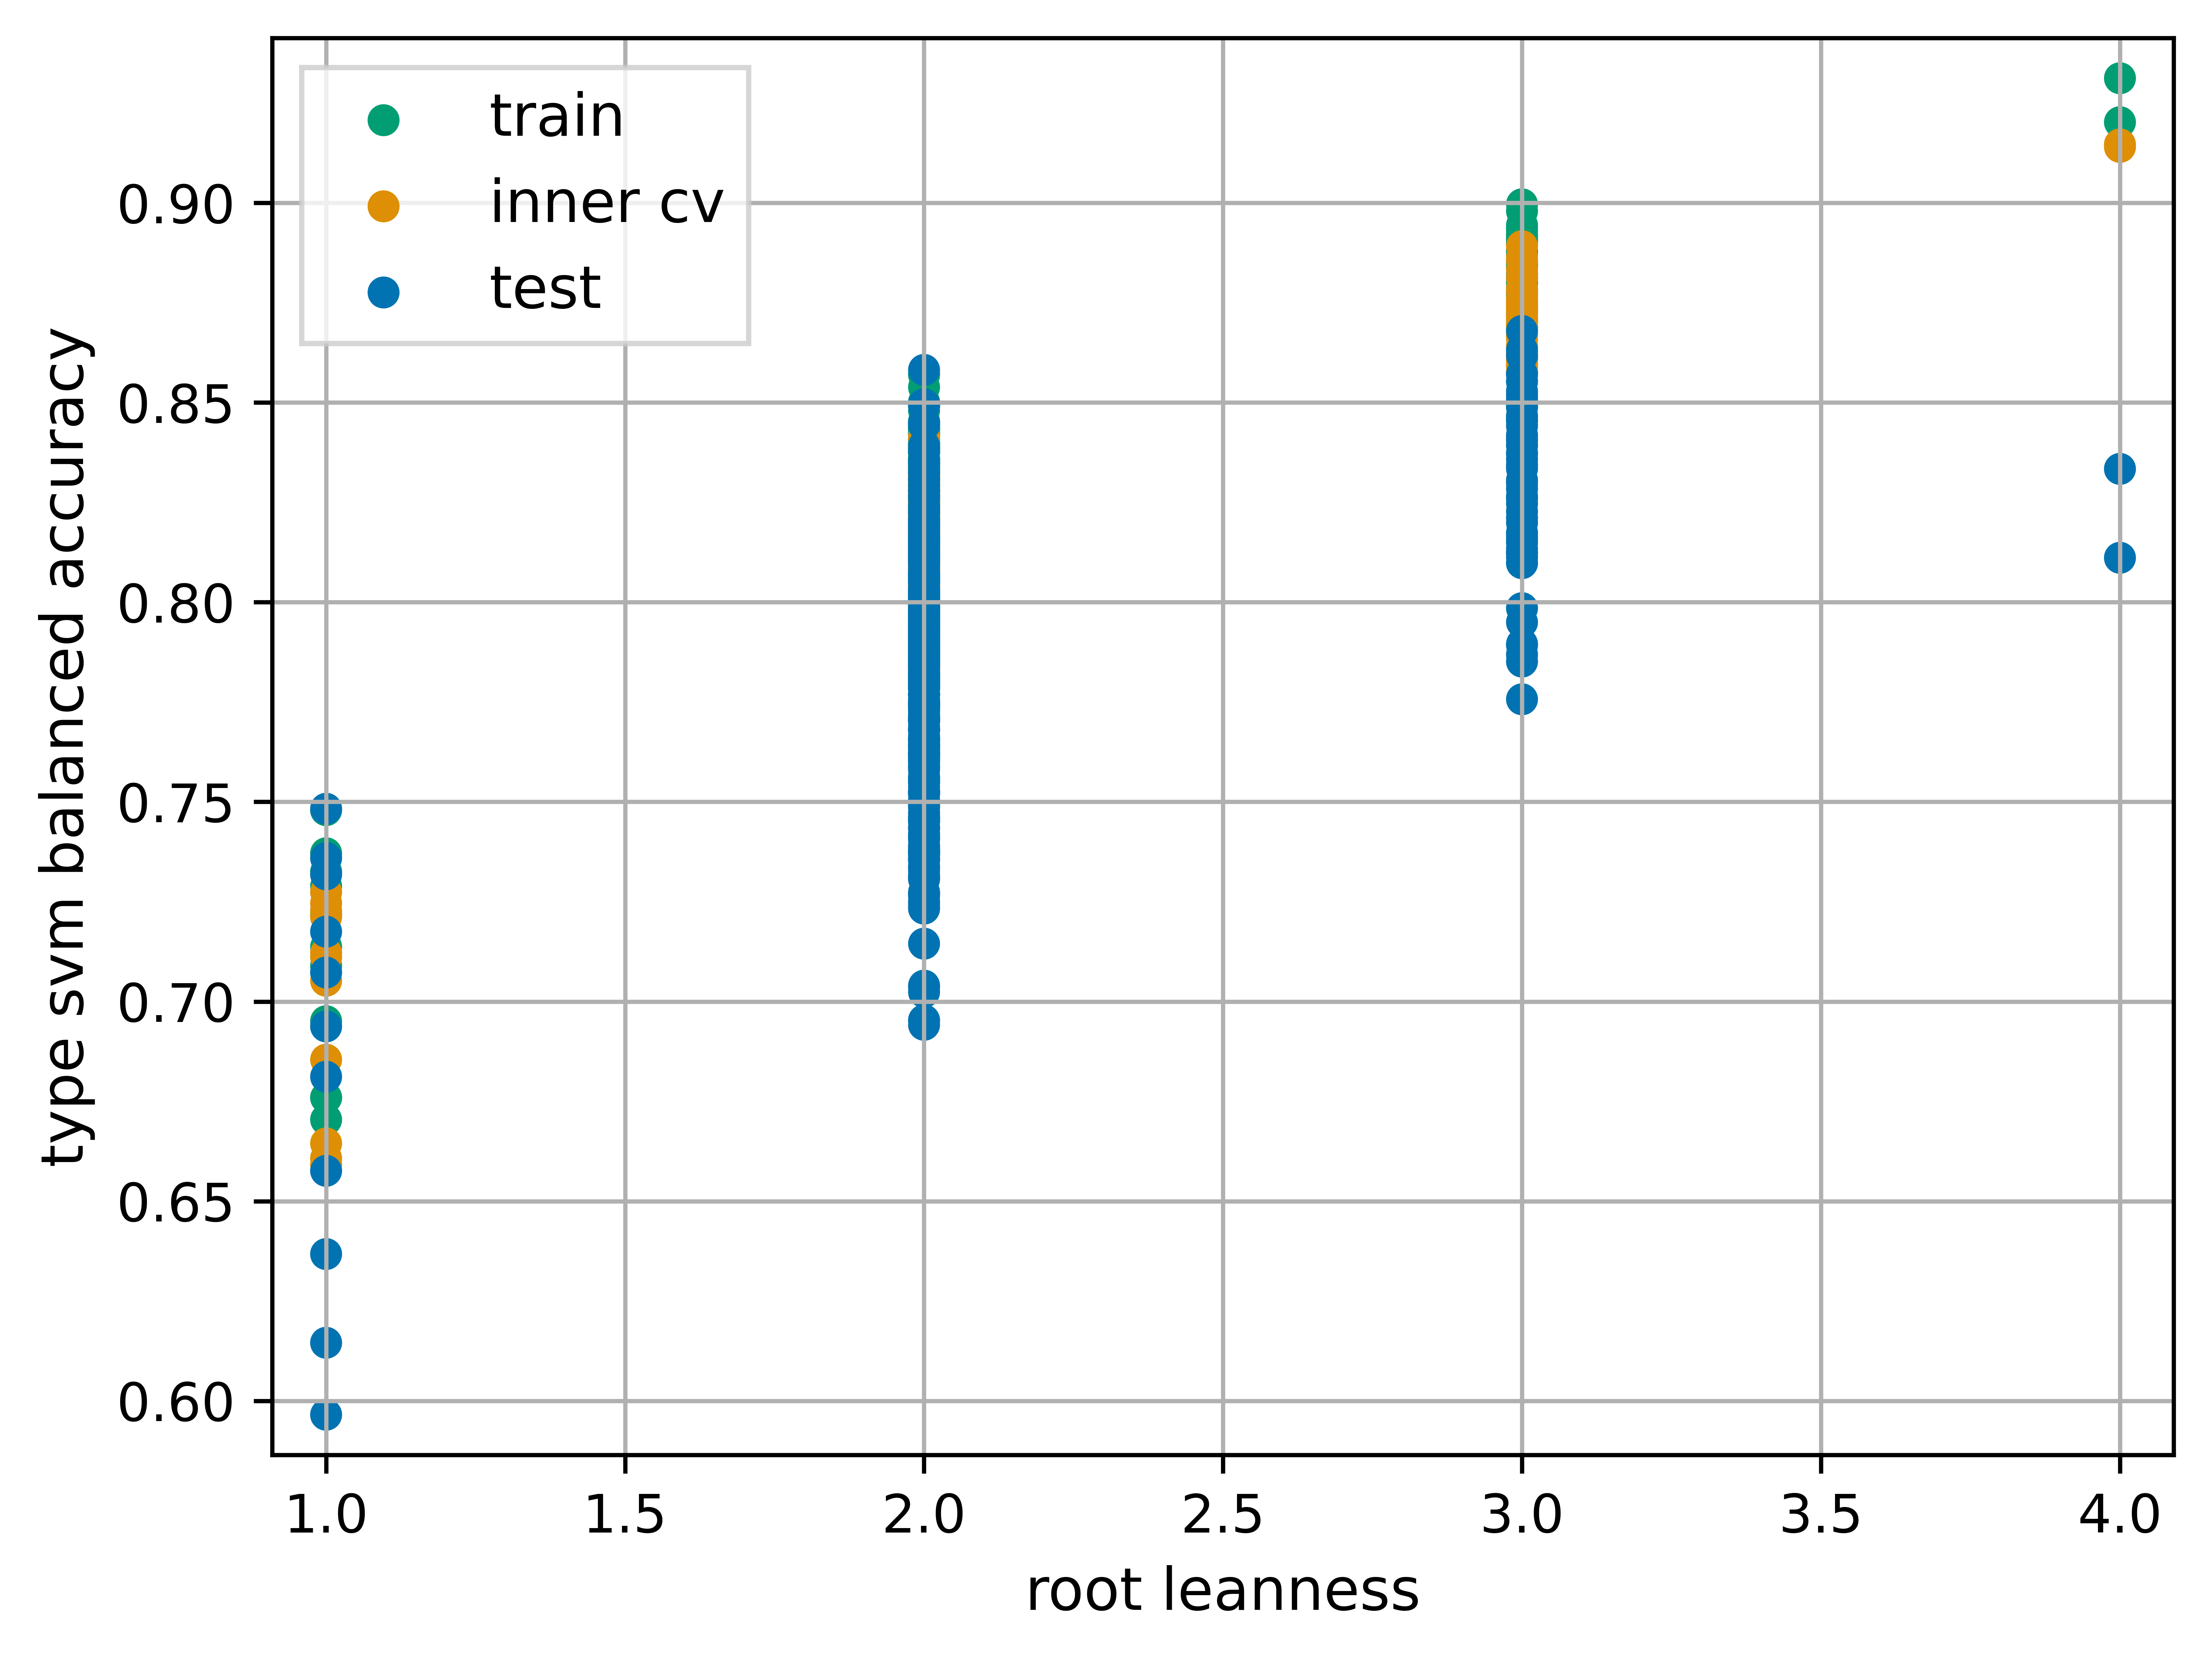 train
inner cv
test
0.90
0.85
0.80
0.75
0.70
0.65
0.60
type svm balanced accuracy
1.0 1.5 2.0 2.5 3.0 3.5 4.0
root leanness